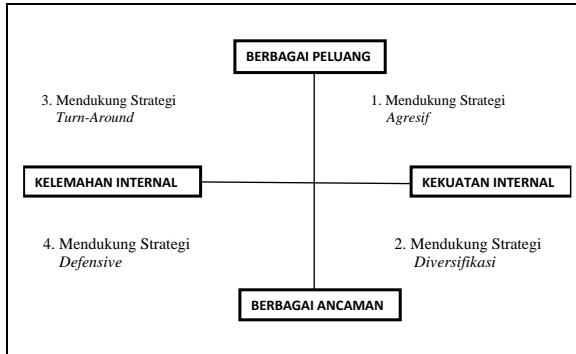 BERBAGAI PELUANG
3. Mendukung Strategi
Turn-Around
1. Mendukung Strategi
Agresif
KELEMAHAN INTERNAL
KEKUATAN INTERNAL
4. Mendukung Strategi
Defensive
2. Mendukung Strategi
Diversifikasi
BERBAGAI ANCAMAN